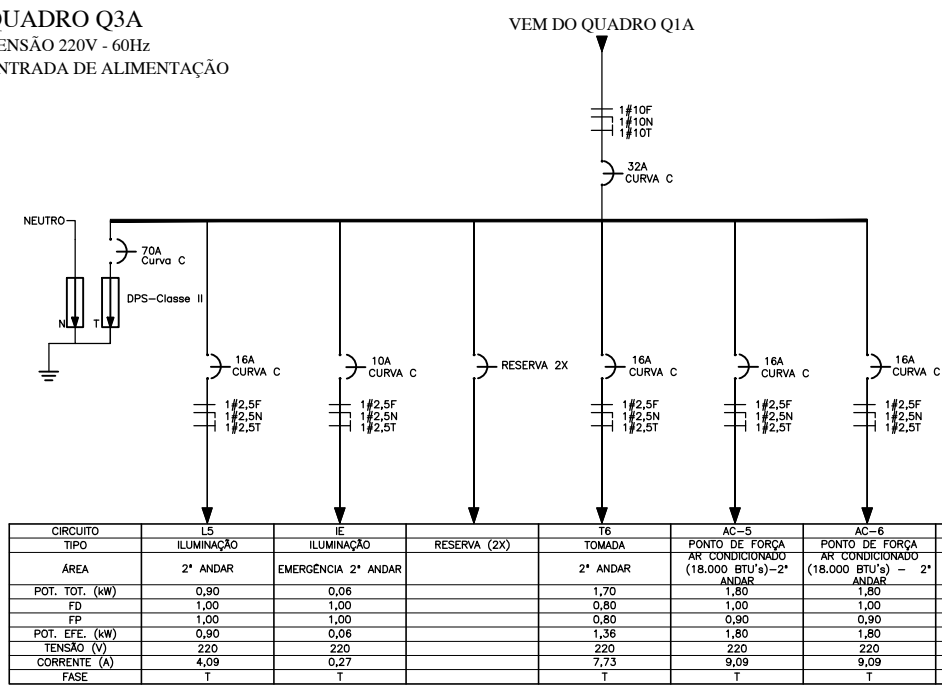 QUADRO Q3A
ENSÃO 220V - 60Hz
NTRADA DE ALIMENTAÇÃO
VEM DO QUADRO Q1A
1#10F
1#10N
1#10T
32A
CURVA C
NEUTRO
70A
Curva C
DPS-Classe II
N
T
16A
CURVA C
10A
CURVA C
RESERVA 2X
16A
CURVA C
16A
CURVA C
16A
CURVA C
1#2,5F
1#2,5N
1#2,5T
1#2,5F
1#2,5N
1#2,5T
1#2,5F
1#2,5N
1#2,5T
1#2,5F
1#2,5N
1#2,5T
1#2,5F
1#2,5N
1#2,5T
CIRCUITO L5 IE T6 AC-5 AC-6
TIPO ILUMINAÇÃO ILUMINAÇÃO RESERVA (2X) TOMADA PONTO DE FORÇA PONTO DE FORÇA
ÁREA 2° ANDAR EMERGÊNCIA 2° ANDAR 2° ANDAR AR CONDICIONADO (18.000 BTU's)-2° ANDAR AR CONDICIONADO (18.000 BTU's) - 2° ANDAR
POT. TOT. (kW) 0,90 0,06 1,70 1,80 1,80
FD 1,00 1,00 0,80 1,00 1,00
FP 1,00 1,00 0,80 0,90 0,90
POT. EFE. (kW) 0,90 0,06 1,36 1,80 1,80
TENSÃO (V) 220 220 220 220 220
CORRENTE (A) 4,09 0,27 7,73 9,09 9,09
FASE T T T T T